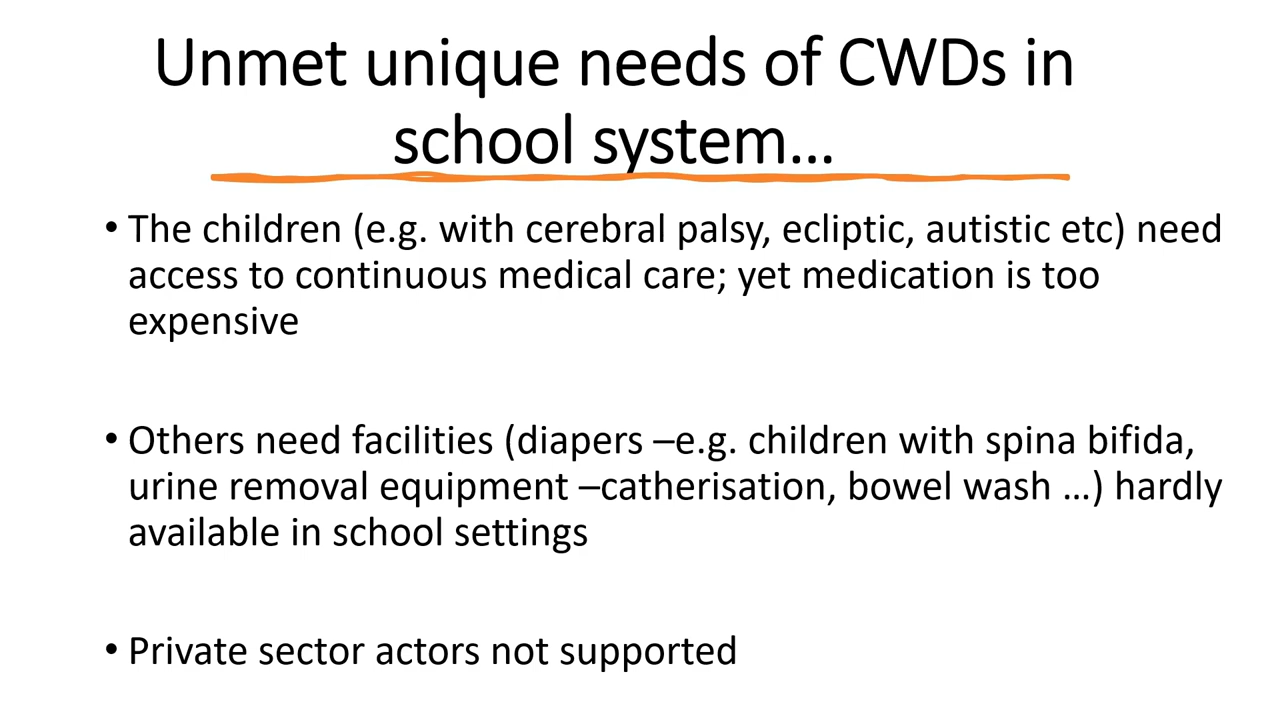 Unmet unique needs of CWDs in
school system...
• The children (e.g. with cerebral palsy, ecliptic, autistic etc) need
access to continuous medical care; yet medication is too
expensive
• Others need facilities (diapers –e.g. children with spina bifida,
urine removal equipment –catherisation, bowel wash ...) hardly
available in school settings
• Private sector actors not supported